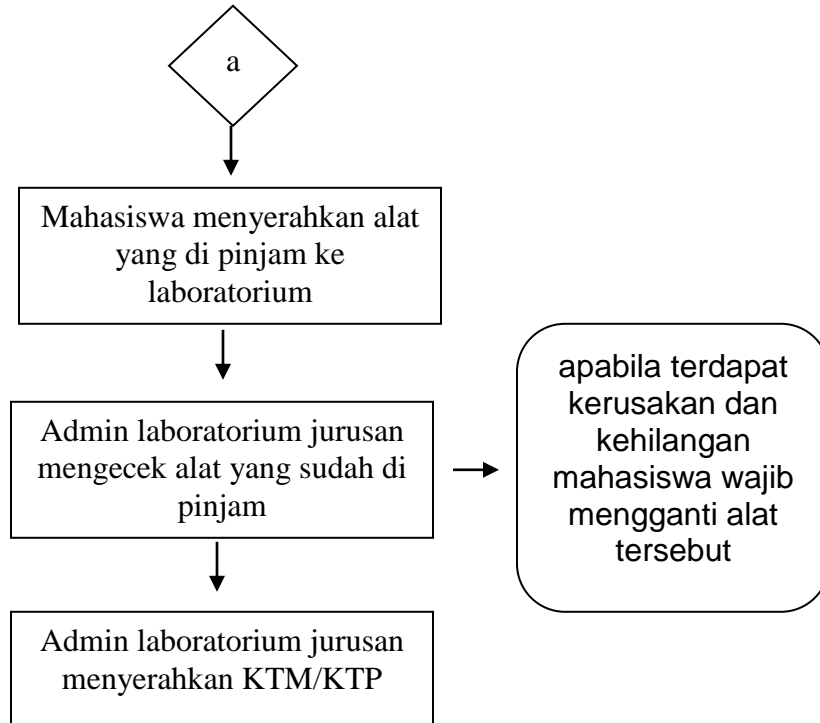 a
Mahasiswa menyerahkan alat
yang di pinjam ke
laboratorium
Admin laboratorium jurusan
mengecek alat yang sudah di
pinjam
apabila terdapat
kerusakan dan
kehilangan
mahasiswa wajib
mengganti alat
tersebut
Admin laboratorium jurusan
menyerahkan KTM/KTP